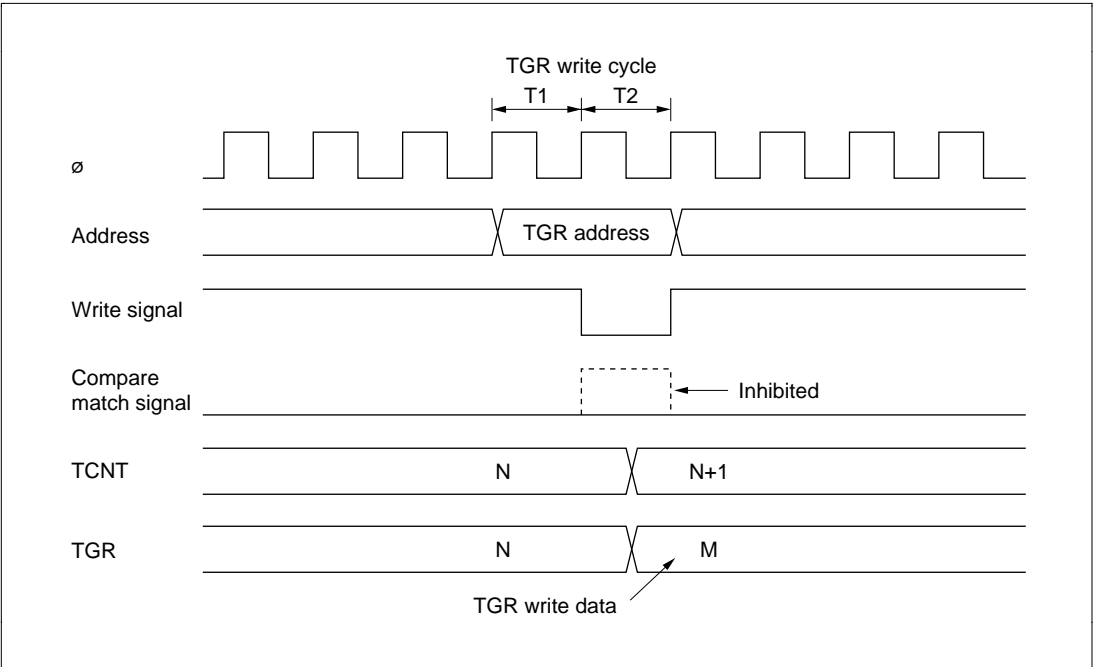 TGR write cycle
T1 T2
ø
Address TGR address
Write signal
Compare
match signal Inhibited
TCNT N N+1
TGR N M
TGR write data